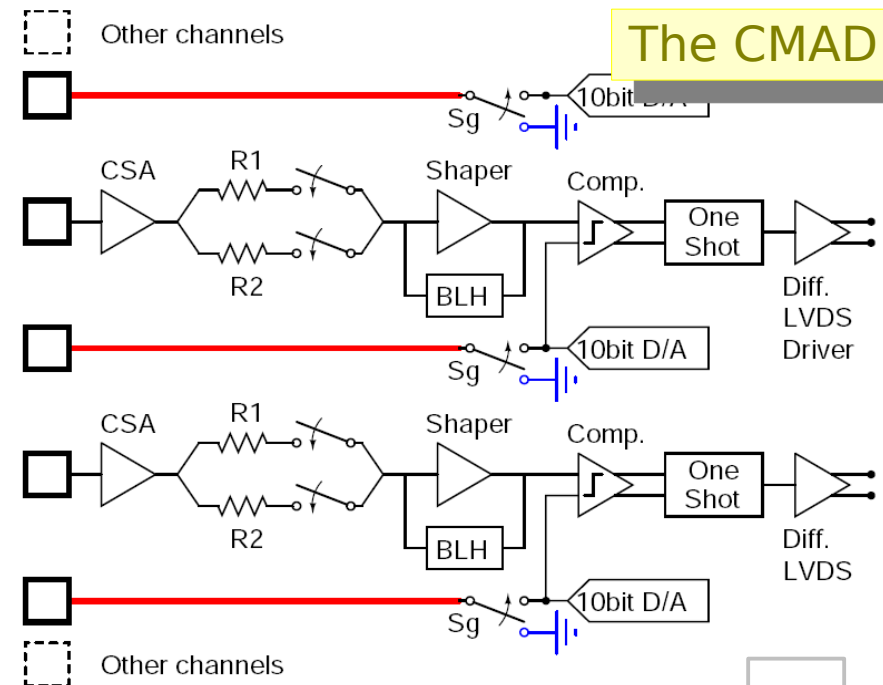 Other channels
The CMAD
10bit D/A
Sg
CSA
R1
Shaper
Comp.
One
Shot
R2
BLH
Diff.
LVDS
Driver
10bit D/A
Sg
CSA
R1
Shaper
Comp.
One
Shot
R2
BLH
Diff.
LVDS
10bit D/A
Sg
Other channels